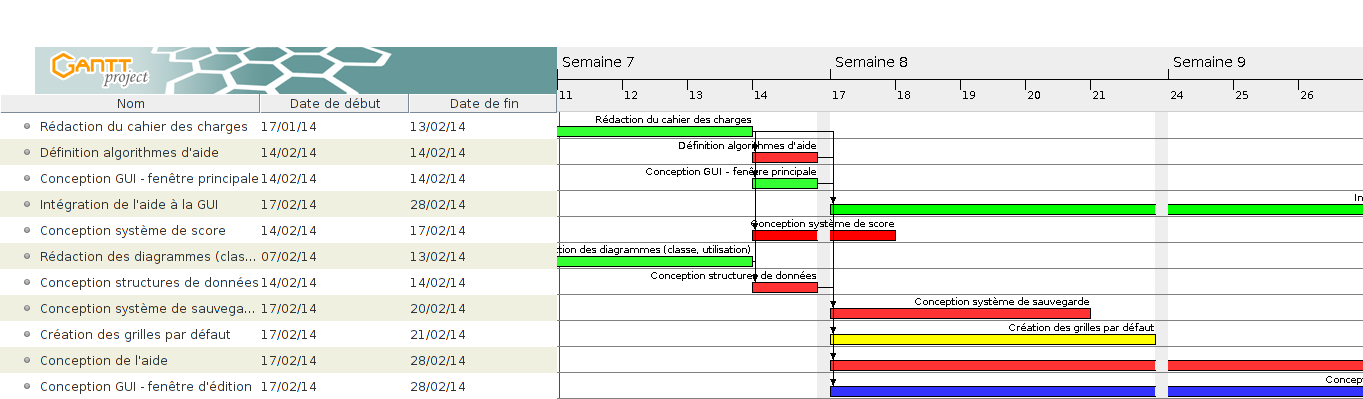 GANTT
project
Semaine 7 Semaine 8 Semaine 9
11 12 13 14 17 18 19 20 21 24 25 26
Nom Date de début Date de fin
Rédaction du cahier des charges 17/01/14 13/02/14 Rédaction du cahier des charges
Définition algorithmes d'aide 14/02/14 14/02/14 Définition algorithmes d'aide
Conception GUI - fenêtre principale 14/02/14 14/02/14 Conception GUI - fenêtre principale
Intégration de l'aide à la GUI 17/02/14 28/02/14 In
Conception système de score 14/02/14 17/02/14 Conception système de score
Rédaction des diagrammes (clas... 07/02/14 13/02/14 tion des diagrammes (classe, utilisation)
Conception structures de données 14/02/14 14/02/14 Conception structures de données
Conception système de sauvega... 17/02/14 20/02/14 Conception système de sauvegarde
Création des grilles par défaut 17/02/14 21/02/14 Création des grilles par défaut
Conception de l'aide 17/02/14 28/02/14
Conception GUI - fenêtre d'édition 17/02/14 28/02/14 Concept